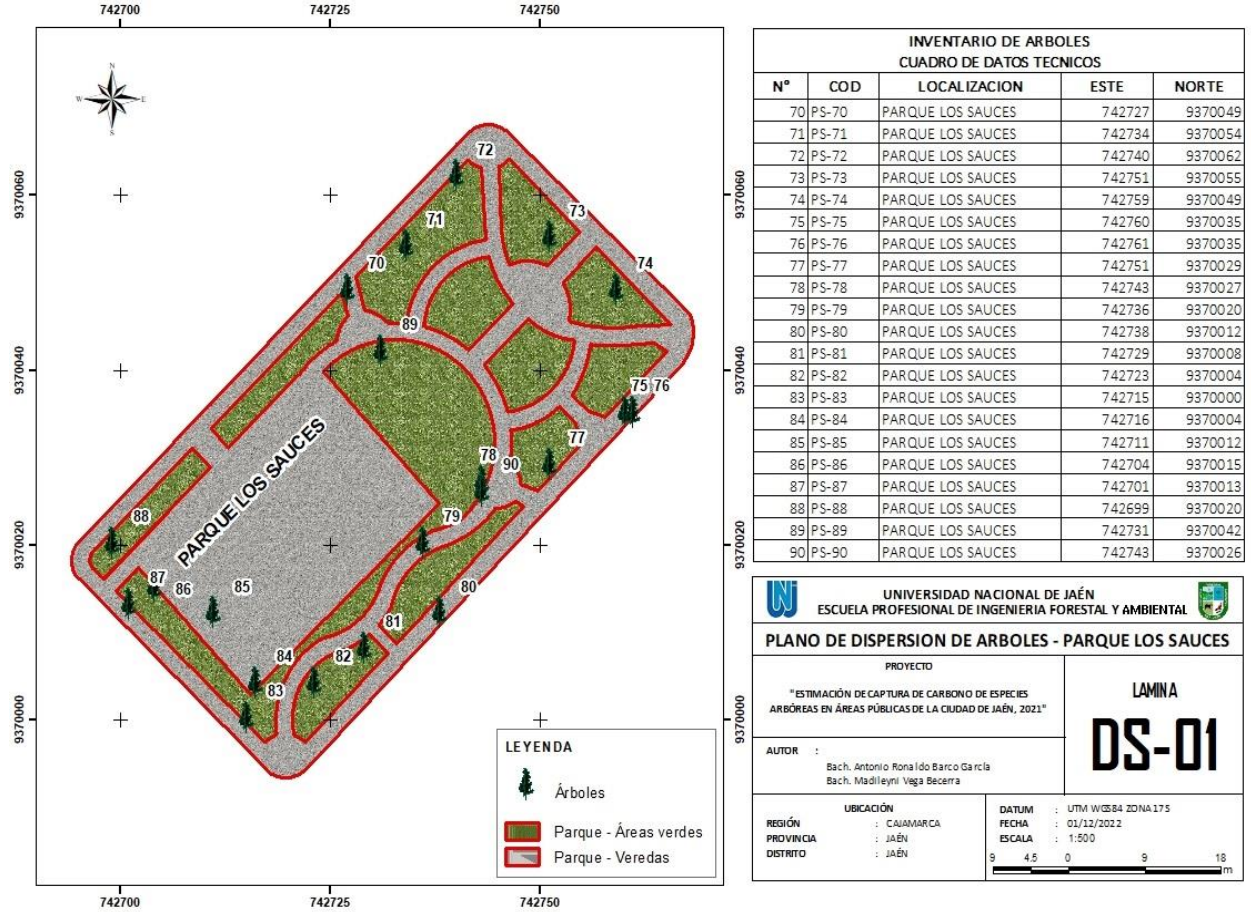 742700 742725 742750
9370060 9370060
9370040 9370040
9370020 9370020
9370000 9370000
742700 742725 742750
N
W E
S
72
73
71
74
70
89
75 76
77
78
90
79
88
87
86
85
80
81
84
82
83
PARQUE LOS SAUCES
LEYENDA
Árboles
Parque - Áreas verdes
Parque - Veredas
INVENTARIO DE ARBOLES
CUADRO DE DATOS TECNICOS
N° COD LOCALIZACION ESTE NORTE
70 PS-70 PARQUE LOS SAUCES 742727 9370049
71 PS-71 PARQUE LOS SAUCES 742734 9370054
72 PS-72 PARQUE LOS SAUCES 742740 9370062
73 PS-73 PARQUE LOS SAUCES 742751 9370055
74 PS-74 PARQUE LOS SAUCES 742759 9370049
75 PS-75 PARQUE LOS SAUCES 742760 9370035
76 PS-76 PARQUE LOS SAUCES 742761 9370035
77 PS-77 PARQUE LOS SAUCES 742751 9370029
78 PS-78 PARQUE LOS SAUCES 742743 9370027
79 PS-79 PARQUE LOS SAUCES 742736 9370020
80 PS-80 PARQUE LOS SAUCES 742738 9370012
81 PS-81 PARQUE LOS SAUCES 742729 9370008
82 PS-82 PARQUE LOS SAUCES 742723 9370004
83 PS-83 PARQUE LOS SAUCES 742715 9370000
84 PS-84 PARQUE LOS SAUCES 742716 9370004
85 PS-85 PARQUE LOS SAUCES 742711 9370012
86 PS-86 PARQUE LOS SAUCES 742704 9370015
87 PS-87 PARQUE LOS SAUCES 742701 9370013
88 PS-88 PARQUE LOS SAUCES 742699 9370020
89 PS-89 PARQUE LOS SAUCES 742731 9370042
90 PS-90 PARQUE LOS SAUCES 742743 9370026
UNJ
UNIVERSIDAD NACIONAL DE JAÉN
ESCUELA PROFESIONAL DE INGENIERIA FORESTAL Y AMBIENTAL
PLANO DE DISPERSION DE ARBOLES - PARQUE LOS SAUCES
PROYECTO
"ESTIMACIÓN DE CAPTURA DE CARBONO DE ESPECIES
ARBÓREAS EN ÁREAS PÚBLICAS DE LA CIUDAD DE JAÉN, 2021"
LAMINA
DS-01
AUTOR :
Bach. Antonio Ronaldo Barco García
Bach. Madileyni Vega Becerra
UBICACIÓN
REGIÓN : CAJAMARCA
PROVINCIA : JAÉN
DISTRITO : JAÉN
DATUM : UTM WGS84 ZONA 17S
FECHA : 01/12/2022
ESCALA : 1:500
9 4.5 0 9 18
m